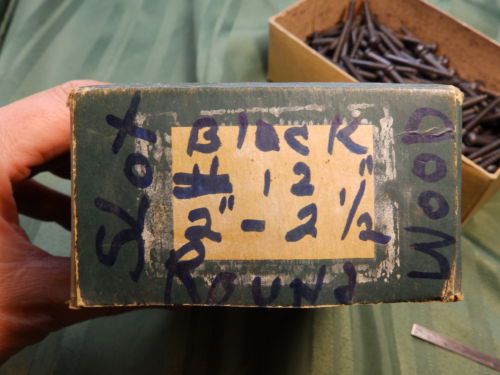 SLOT
Black
# 12
2" - 2 1/2"
ROUND
WOOD